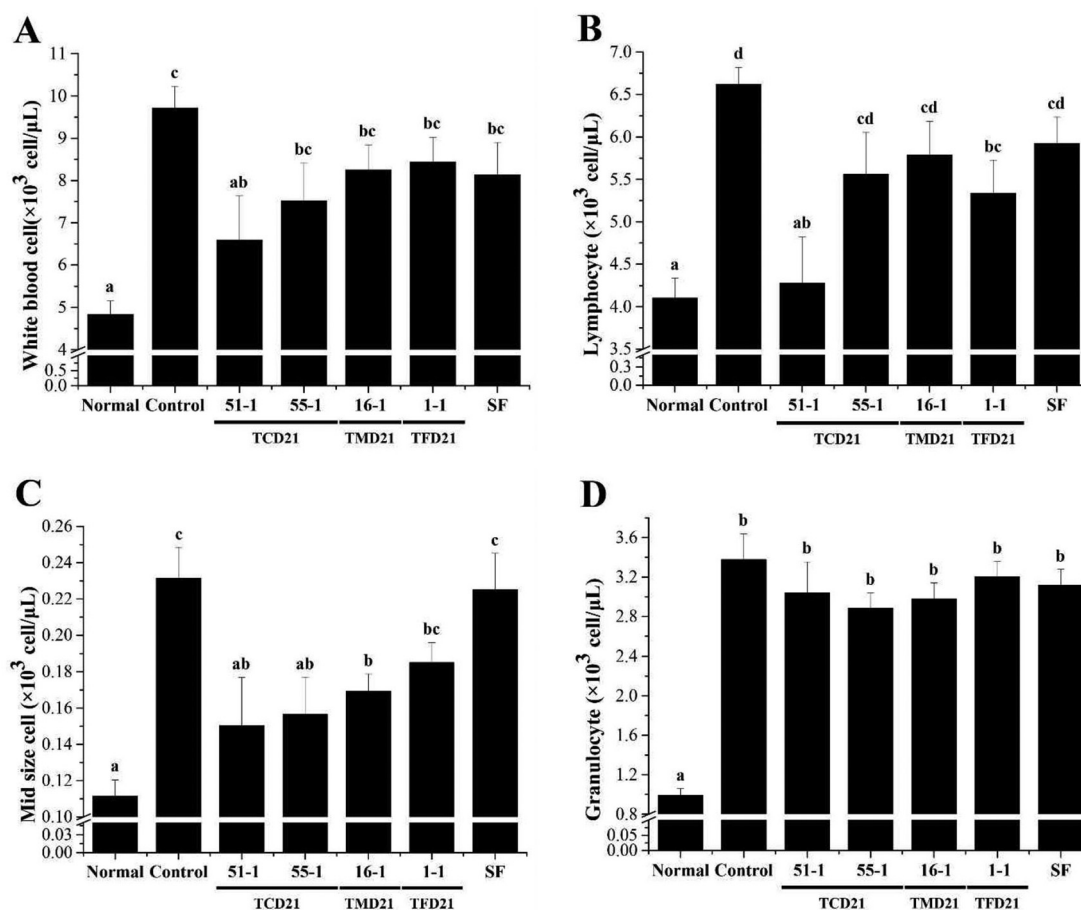 A
White blood cell(×10³ cell/μL)
11
10
9
8
7
6
5
4
0.5
0.0
a
c
ab
bc
bc
bc
bc
Normal Control 51-1 55-1 16-1 1-1 SF
TCD21 TMD21 TFD21
B
Lymphocyte (×10³ cell/μL)
7.0
6.5
6.0
5.5
5.0
4.5
4.0
3.5
0.3
0.0
a
d
ab
cd
cd
bc
cd
Normal Control 51-1 55-1 16-1 1-1 SF
TCD21 TMD21 TFD21
C
Mid size cell (×10³ cell/μL)
0.26
0.24
0.22
0.20
0.18
0.16
0.14
0.12
0.10
0.03
0.00
a
c
ab
ab
b
bc
c
Normal Control 51-1 55-1 16-1 1-1 SF
TCD21 TMD21 TFD21
D
Granulocyte (×10³ cell/μL)
3.6
3.2
2.8
2.4
2.0
1.6
1.2
0.8
0.05
0.00
a
b
b
b
b
b
b
Normal Control 51-1 55-1 16-1 1-1 SF
TCD21 TMD21 TFD21